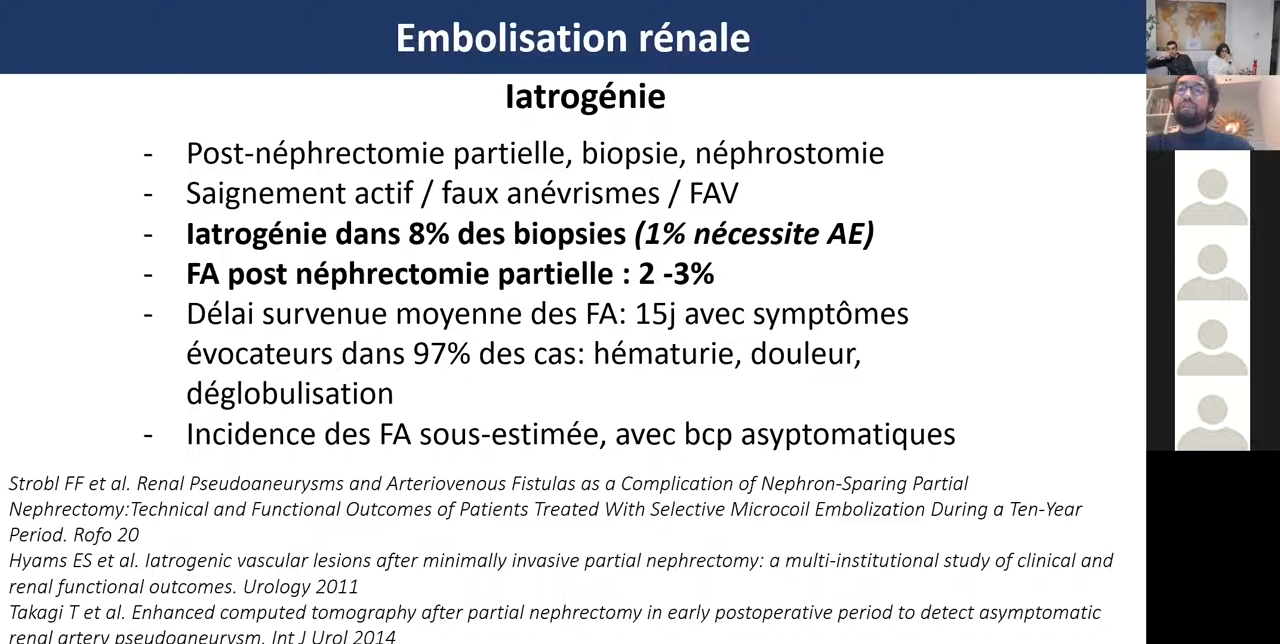 Embolisation rénale
Iatrogénie
- Post-néphrectomie partielle, biopsie, néphrostomie
- Saignement actif / faux anévrismes / FAV
- Iatrogénie dans 8% des biopsies (1% nécessite AE)
- FA post néphrectomie partielle : 2 -3%
- Délai survenue moyenne des FA: 15j avec symptômes
évocateurs dans 97% des cas: hématurie, douleur,
déglobulisation
- Incidence des FA sous-estimée, avec bcp asyptomatiques
Strobl FF et al. Renal Pseudoaneurysms and Arteriovenous Fistulas as a Complication of Nephron-Sparing Partial
Nephrectomy:Technical and Functional Outcomes of Patients Treated With Selective Microcoil Embolization During a Ten-Year
Period. Rofo 20
Hyams ES et al. Iatrogenic vascular lesions after minimally invasive partial nephrectomy: a multi-institutional study of clinical and
renal functional outcomes. Urology 2011
Takagi T et al. Enhanced computed tomography after partial nephrectomy in early postoperative period to detect asymptomatic
renal artery pseudoaneurysm. Int J Urol 2014